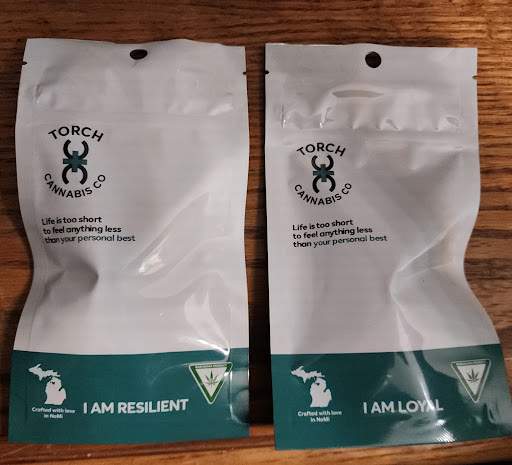 TORCH
CANNABIS CO
Life is too short
to feel anything less
than your personal best
Crafted with love
in NoMi
I AM RESILIENT
TORCH
CANNABIS CO
Life is too short
to feel anything less
than your personal best
Crafted with love
in NoMi
I AM LOYAL